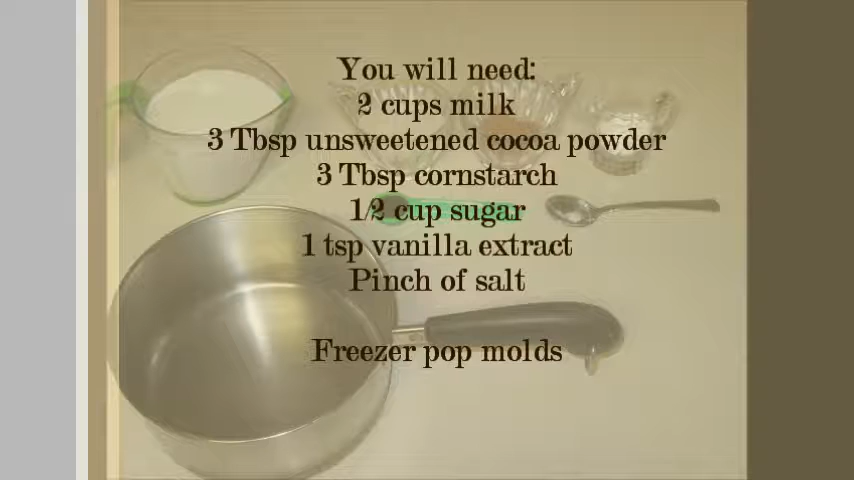 You will need:
2 cups milk
3 Tbsp unsweetened cocoa powder
3 Tbsp cornstarch
1/2 cup sugar
1 tsp vanilla extract
Pinch of salt
Freezer pop molds